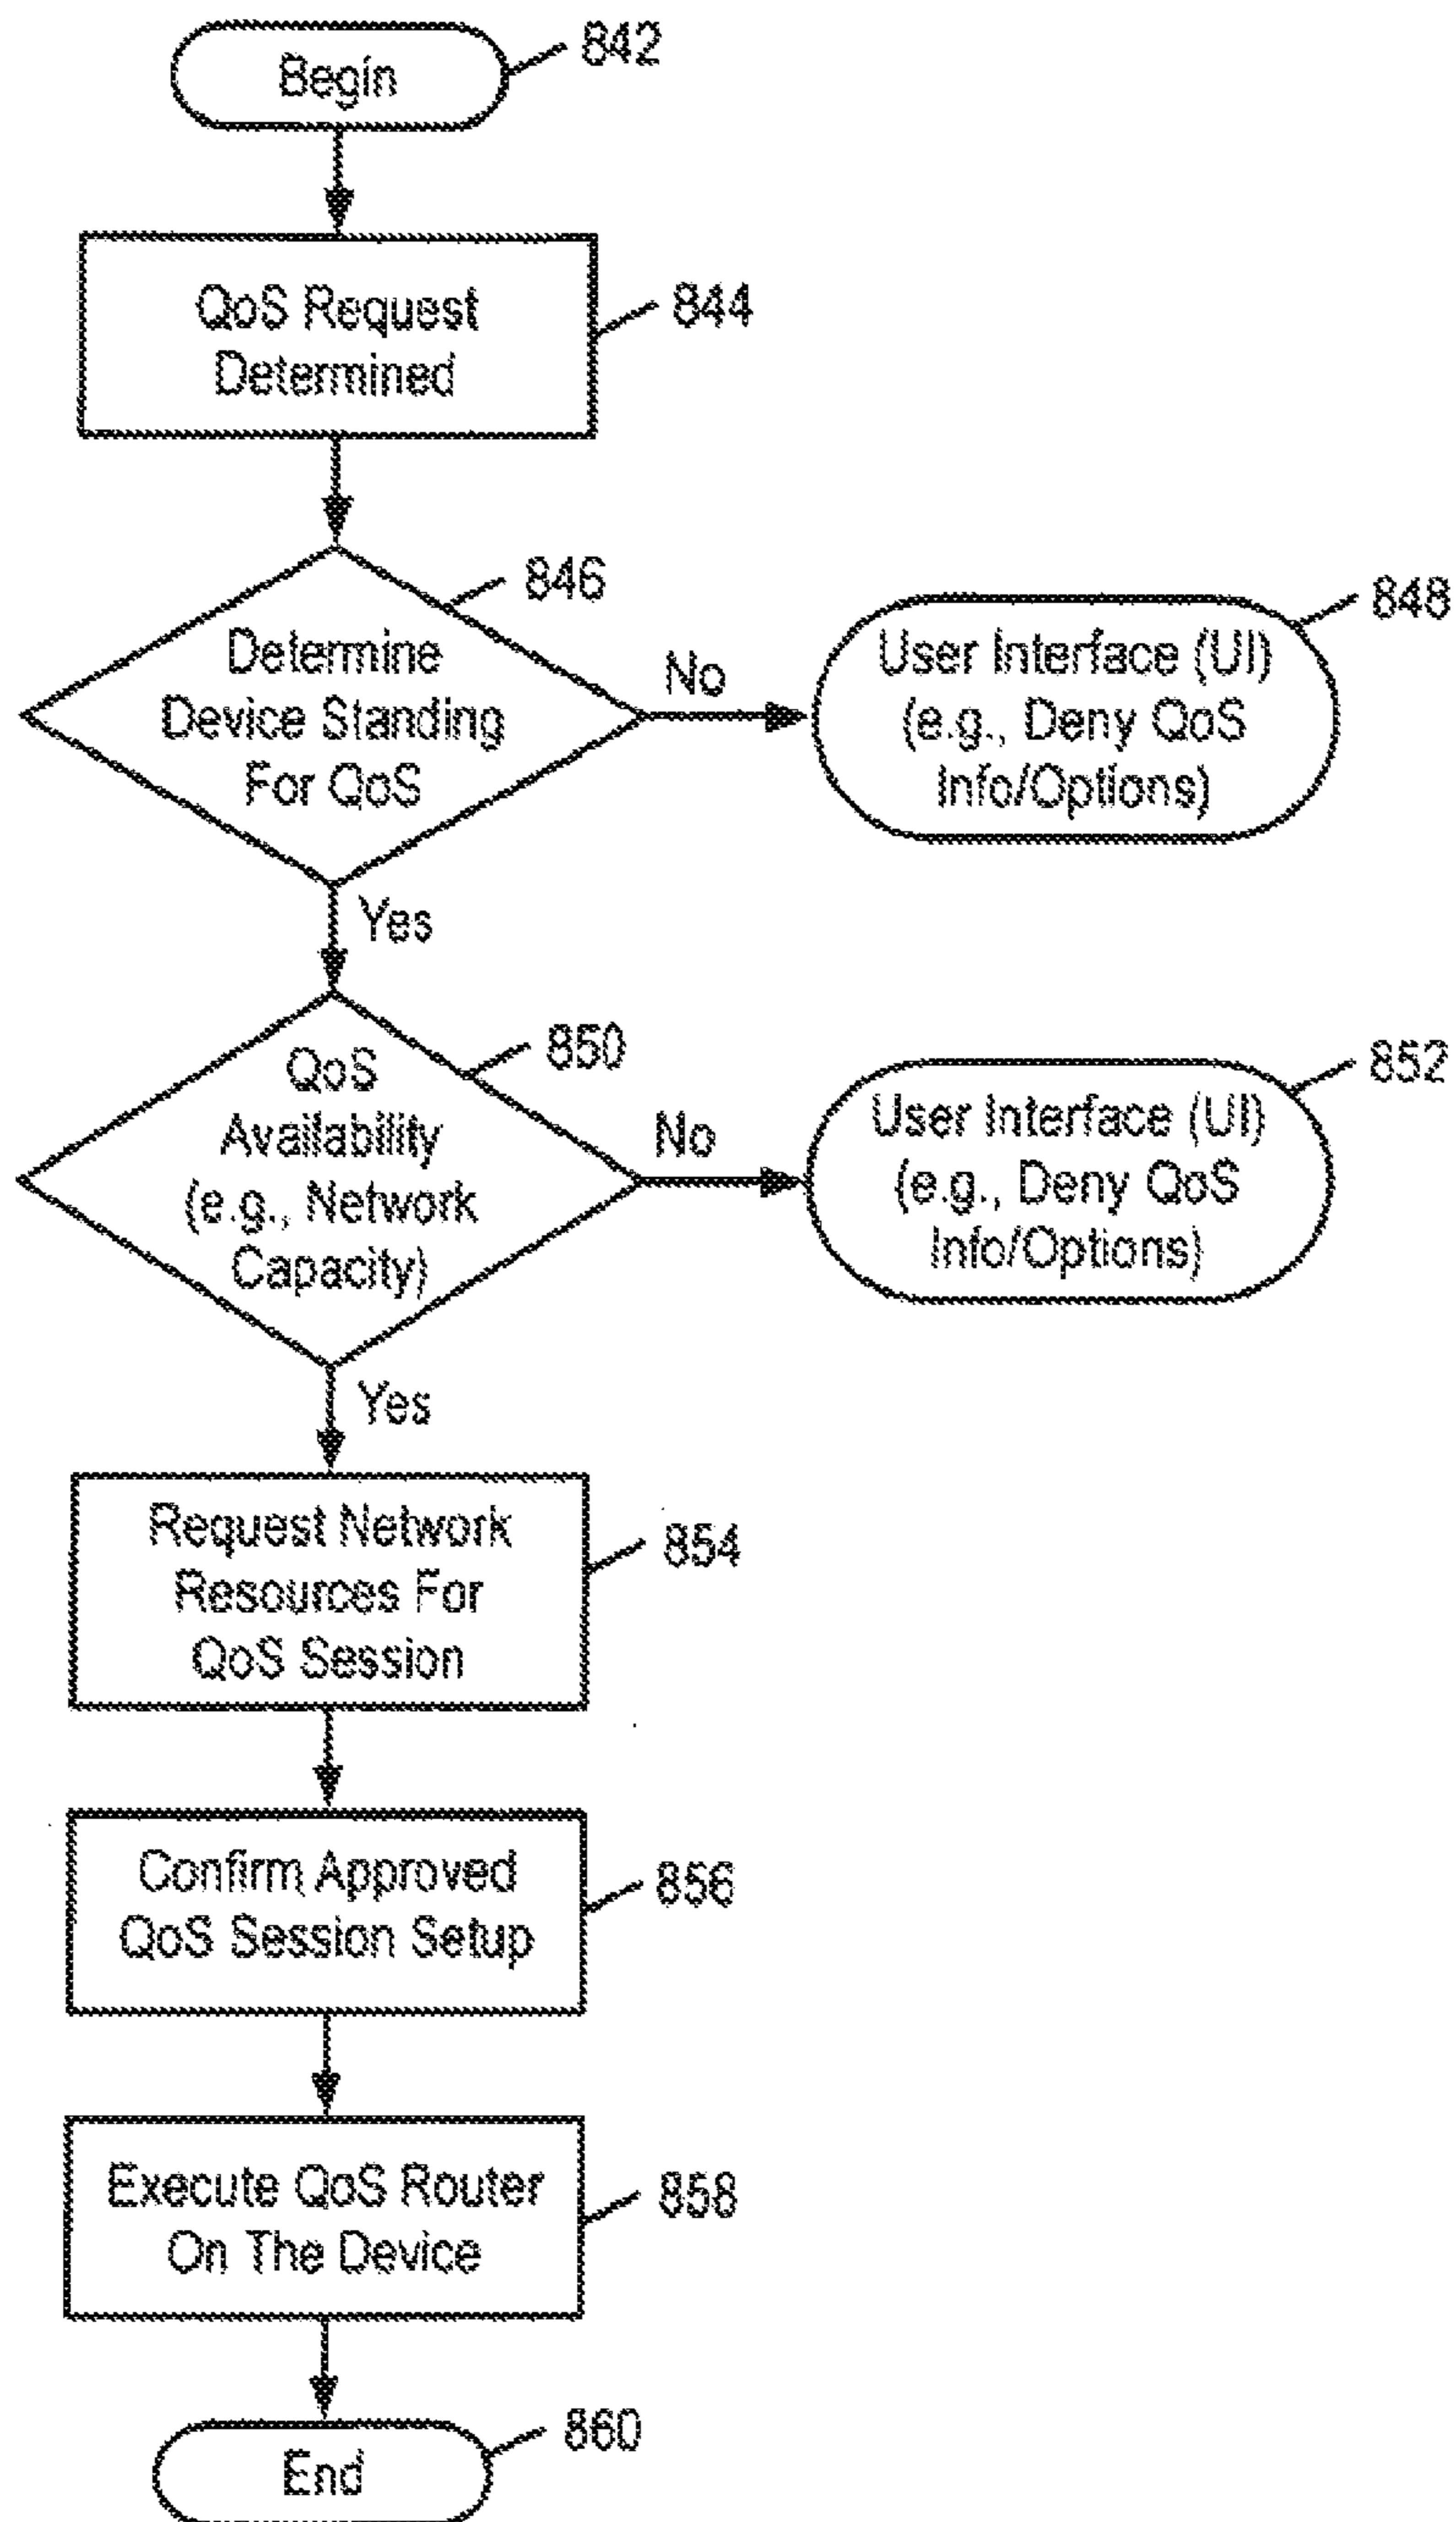 Begin
842
QoS Request
Determined
844
846
Determine
Device Standing
For QoS
No
848
User Interface (UI)
(e.g., Deny QoS
Info/Options)
Yes
850
QoS
Availability
(e.g., Network
Capacity)
No
852
User Interface (UI)
(e.g., Deny QoS
Info/Options)
Yes
Request Network
Resources For
QoS Session
854
Confirm Approved
QoS Session Setup
856
Execute QoS Router
On The Device
858
End
860